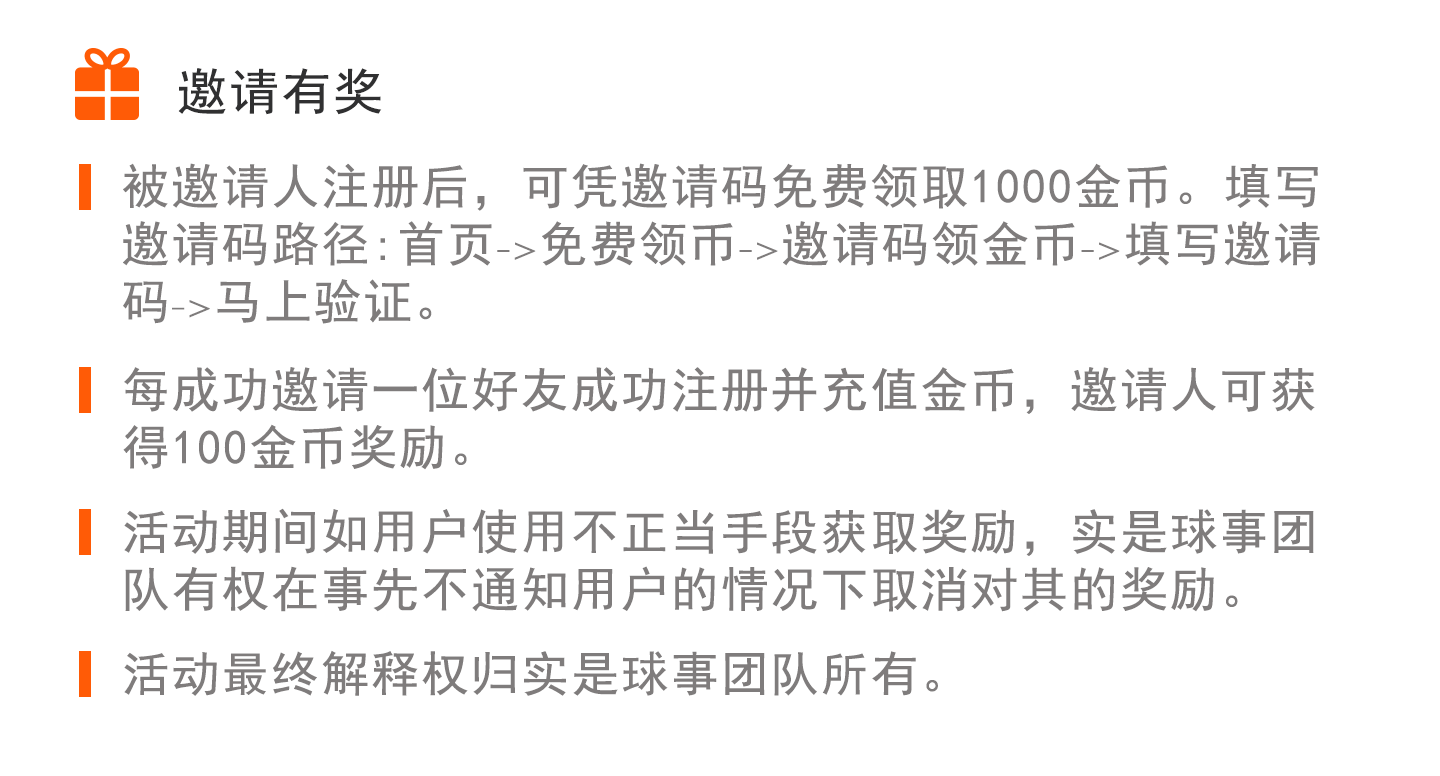 邀请有奖
被邀请人注册后，可凭邀请码免费领取1000金币。填写
邀请码路径:首页->免费领币->邀请码领金币->填写邀请
码->马上验证。
每成功邀请一位好友成功注册并充值金币，邀请人可获
得100金币奖励。
活动期间如用户使用不正当手段获取奖励，实是球事团
队有权在事先不通知用户的情况下取消对其的奖励。
活动最终解释权归实是球事团队所有。